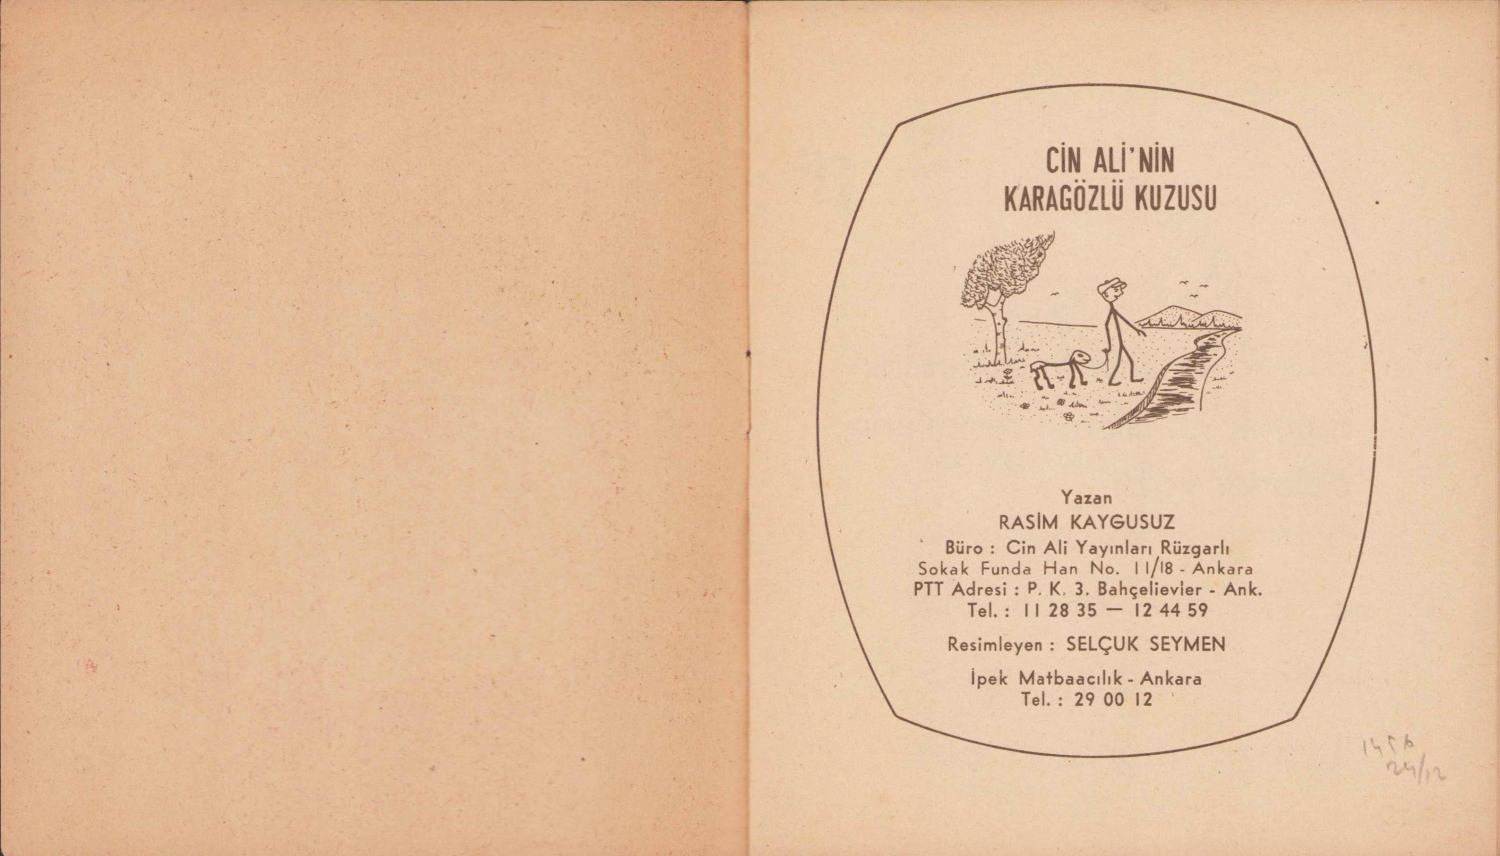 CİN ALİ'NİN
KARAGÖZLÜ KUZUSU
Yazan
RASİM KAYGUSUZ
Büro : Cin Ali Yayınları Rüzgarlı
Sokak Funda Han No. 11/18 - Ankara
PTT Adresi : P. K. 3. Bahçelievler - Ank.
Tel. : 11 28 35 — 12 44 59
Resimleyen : SELÇUK SEYMEN
İpek Matbaacılık - Ankara
Tel. : 29 00 12
24/12